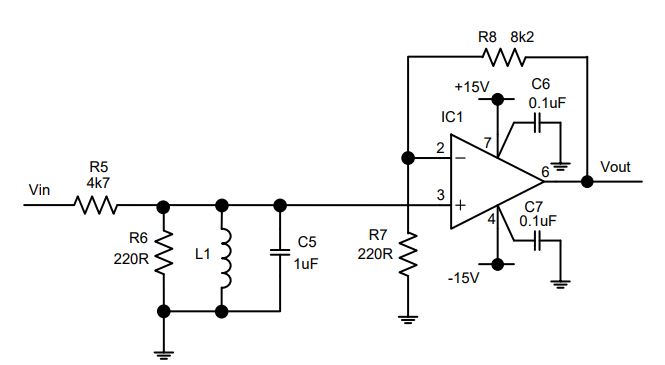 R8 8k2
+15V
C6
0.1uF
IC1
7
2
−
6
Vout
R5
4k7
Vin
3
+
4
C7
0.1uF
R6
220R
L1
C5
1uF
R7
220R
-15V